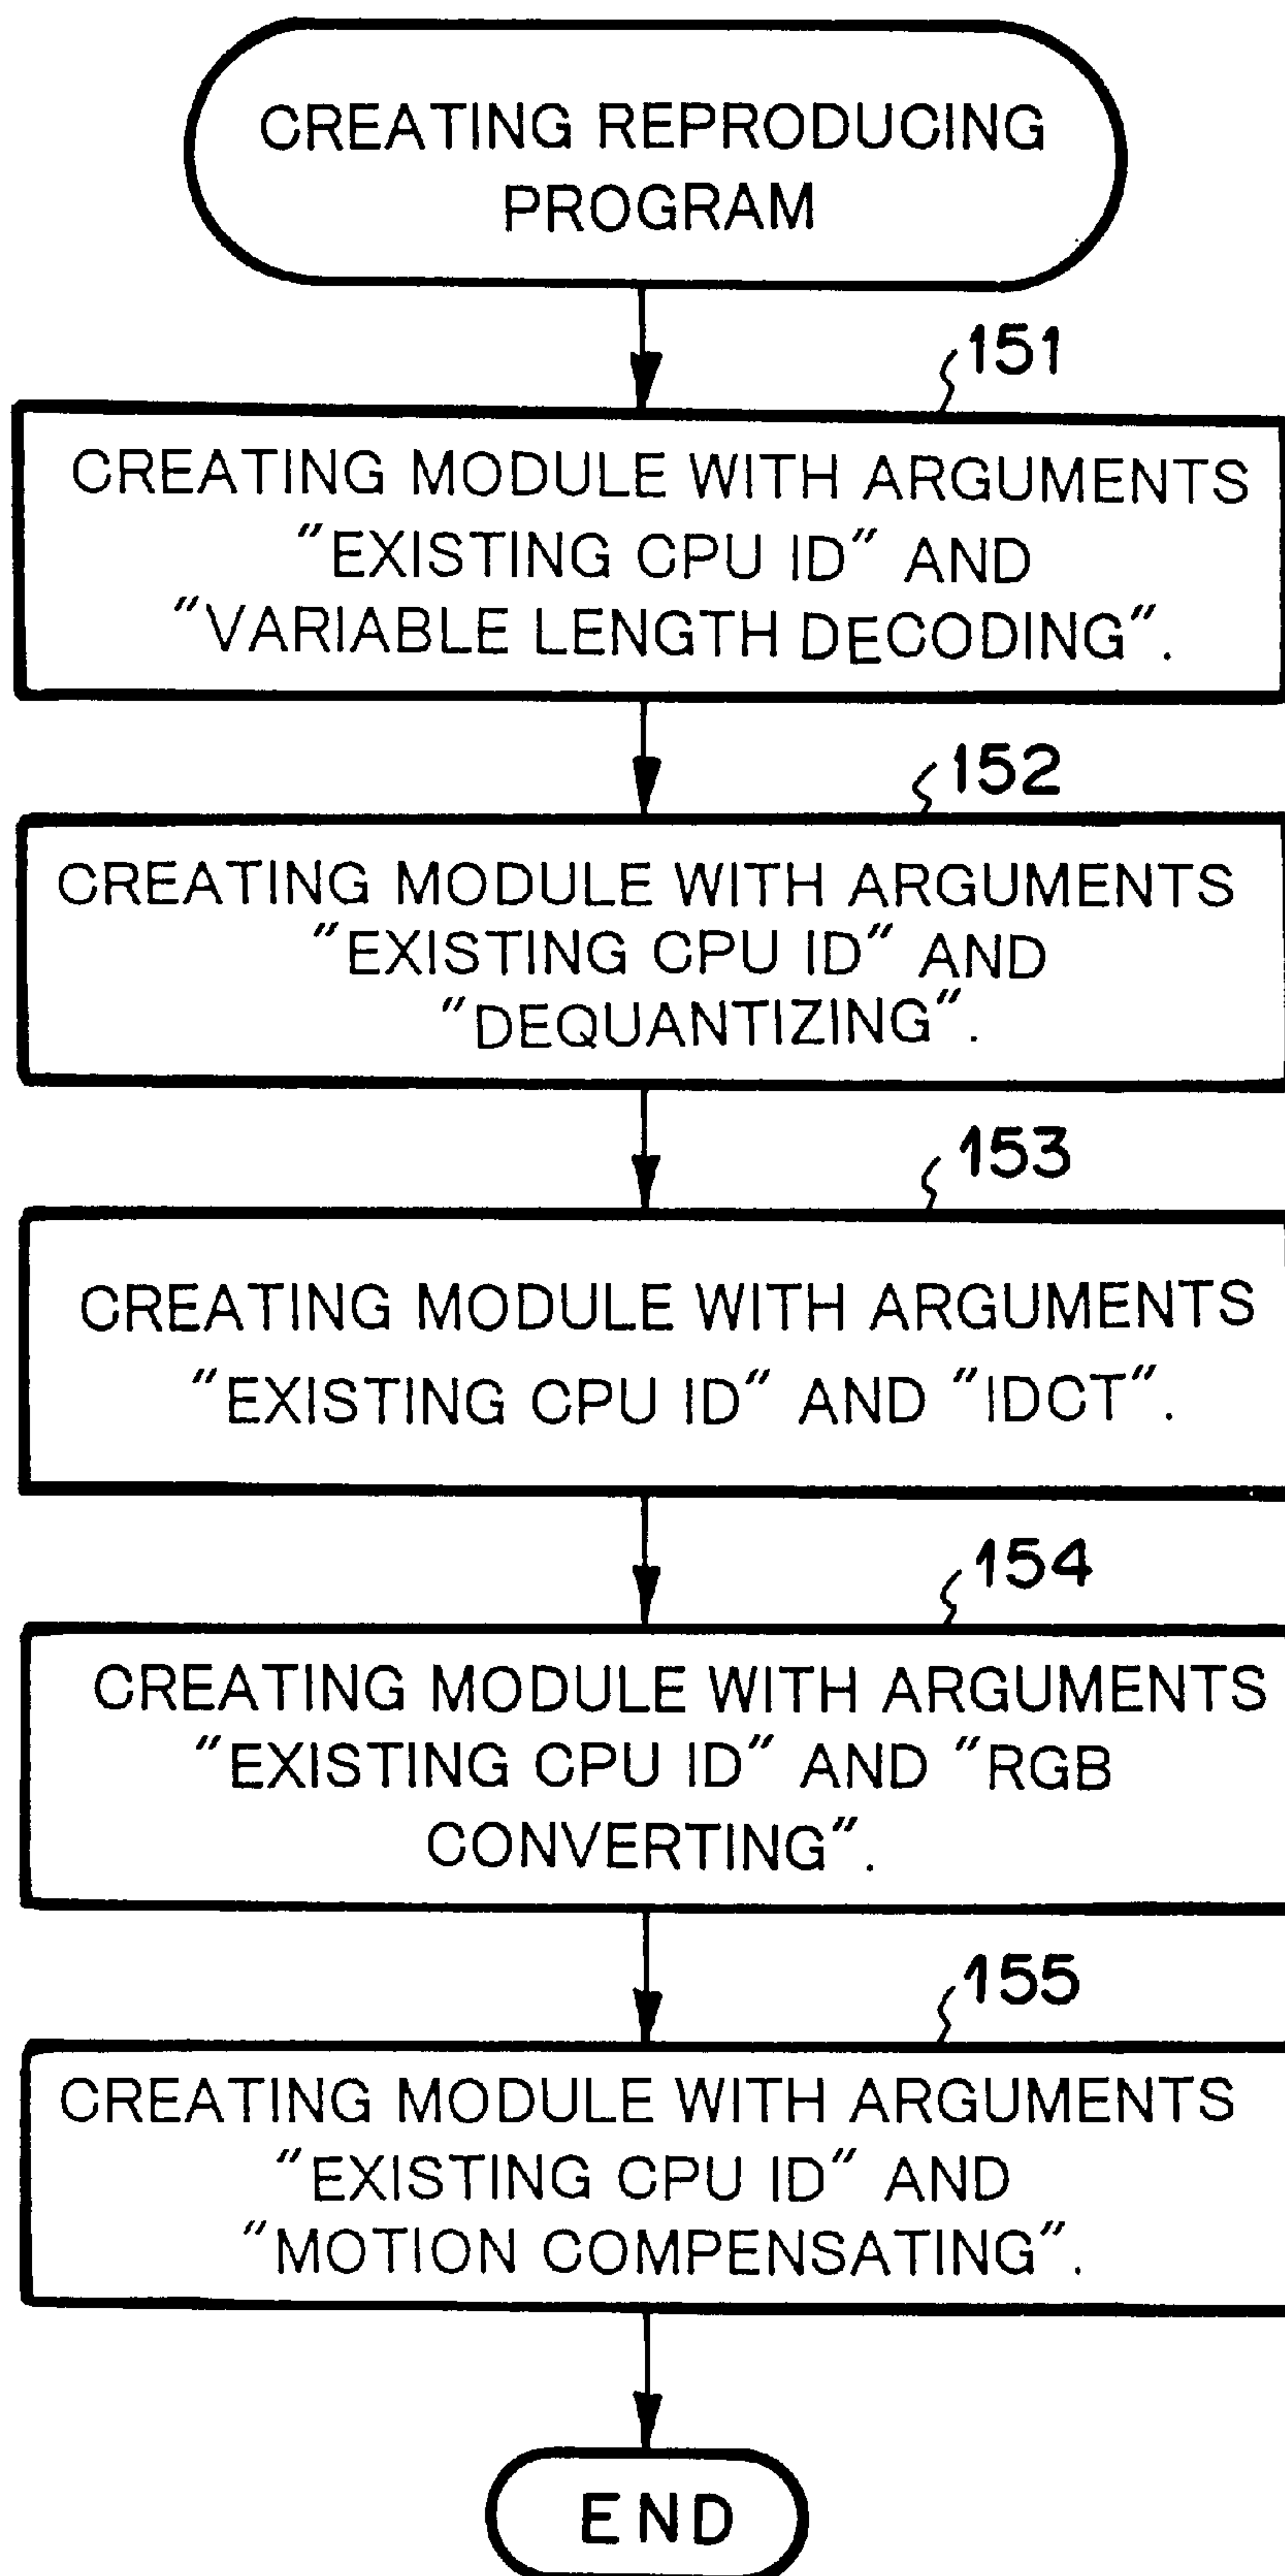 CREATING REPRODUCING
PROGRAM
151
CREATING MODULE WITH ARGUMENTS
"EXISTING CPU ID" AND
"VARIABLE LENGTH DECODING".
152
CREATING MODULE WITH ARGUMENTS
"EXISTING CPU ID" AND
"DEQUANTIZING".
153
CREATING MODULE WITH ARGUMENTS
"EXISTING CPU ID" AND "IDCT".
154
CREATING MODULE WITH ARGUMENTS
"EXISTING CPU ID" AND "RGB
CONVERTING".
155
CREATING MODULE WITH ARGUMENTS
"EXISTING CPU ID" AND
"MOTION COMPENSATING".
END